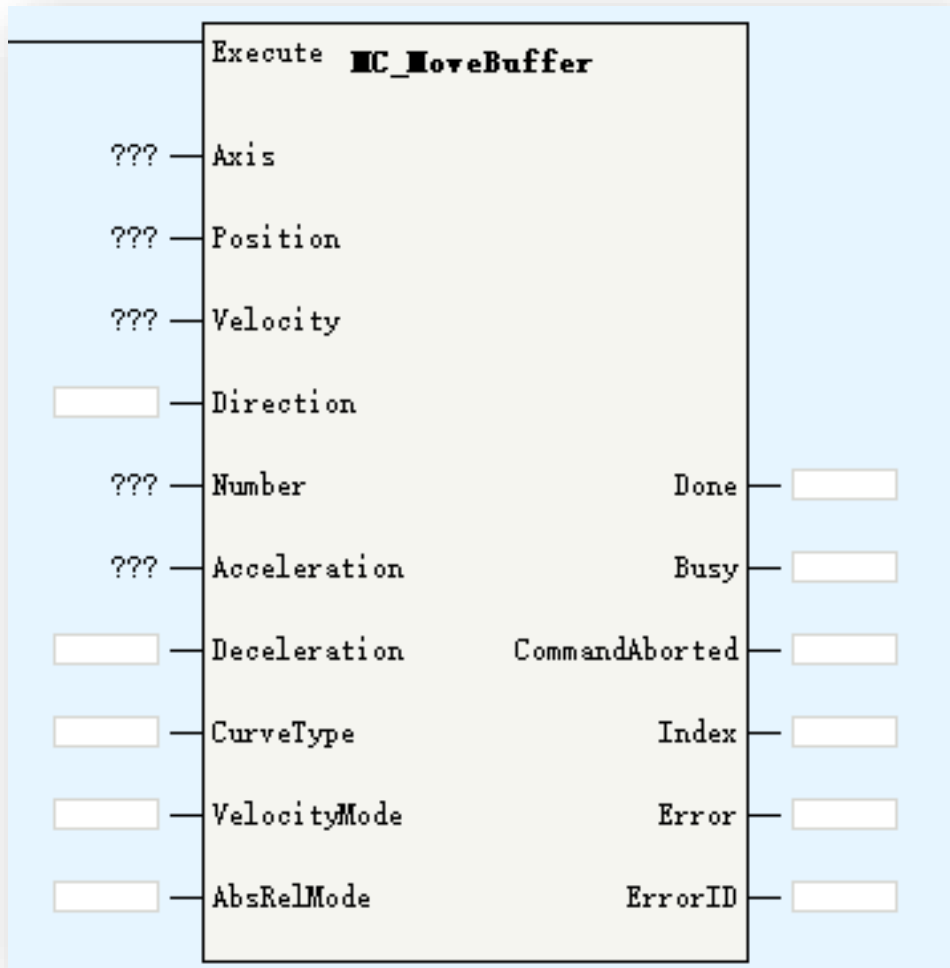 Execute MC_MoveBuffer
??? Axis
??? Position
??? Velocity
Direction
??? Number Done
??? Acceleration Busy
Deceleration CommandAborted
CurveType Index
VelocityMode Error
AbsRelMode ErrorID